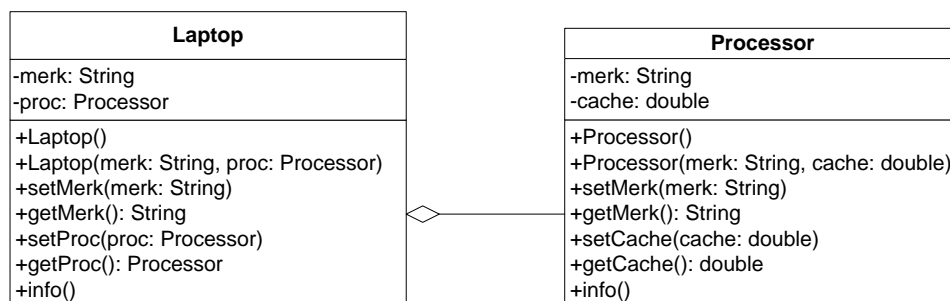 Laptop
-merk: String
-proc: Processor
+Laptop()
+Laptop(merk: String, proc: Processor)
+setMerk(merk: String)
+getMerk(): String
+setProc(proc: Processor)
+getProc(): Processor
+info()
Processor
-merk: String
-cache: double
+Processor()
+Processor(merk: String, cache: double)
+setMerk(merk: String)
+getMerk(): String
+setCache(cache: double)
+getCache(): double
+info()